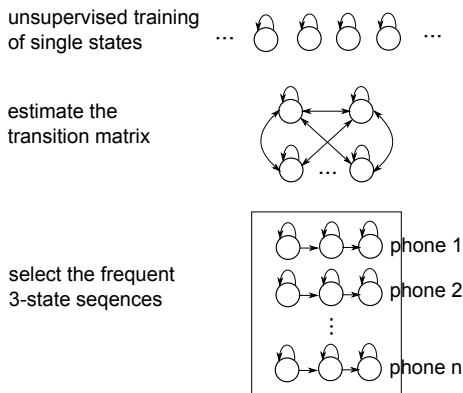 unsupervised training
of single states
... ...
estimate the
transition matrix
...
phone 1
select the frequent
3-state seqences
phone 2
⋮
phone n